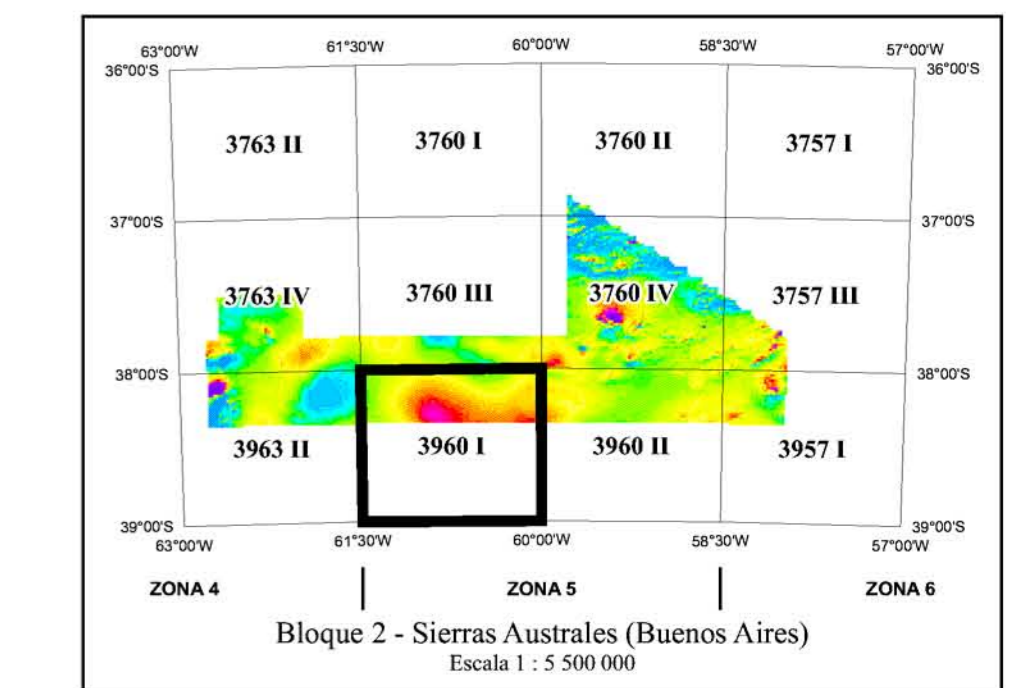 63°00'W 61°30'W 60°00'W 58°30'W 57°00'W
36°00'S 36°00'S
3763 II 3760 I 3760 II 3757 I
37°00'S 37°00'S
3763 IV 3760 III 3760 IV 3757 III
38°00'S 38°00'S
3963 II 3960 I 3960 II 3957 I
39°00'S 39°00'S
63°00'W 61°30'W 60°00'W 58°30'W 57°00'W
ZONA 4 ZONA 5 ZONA 6
Bloque 2 - Sierras Australes (Buenos Aires)
Escala 1 : 5 500 000